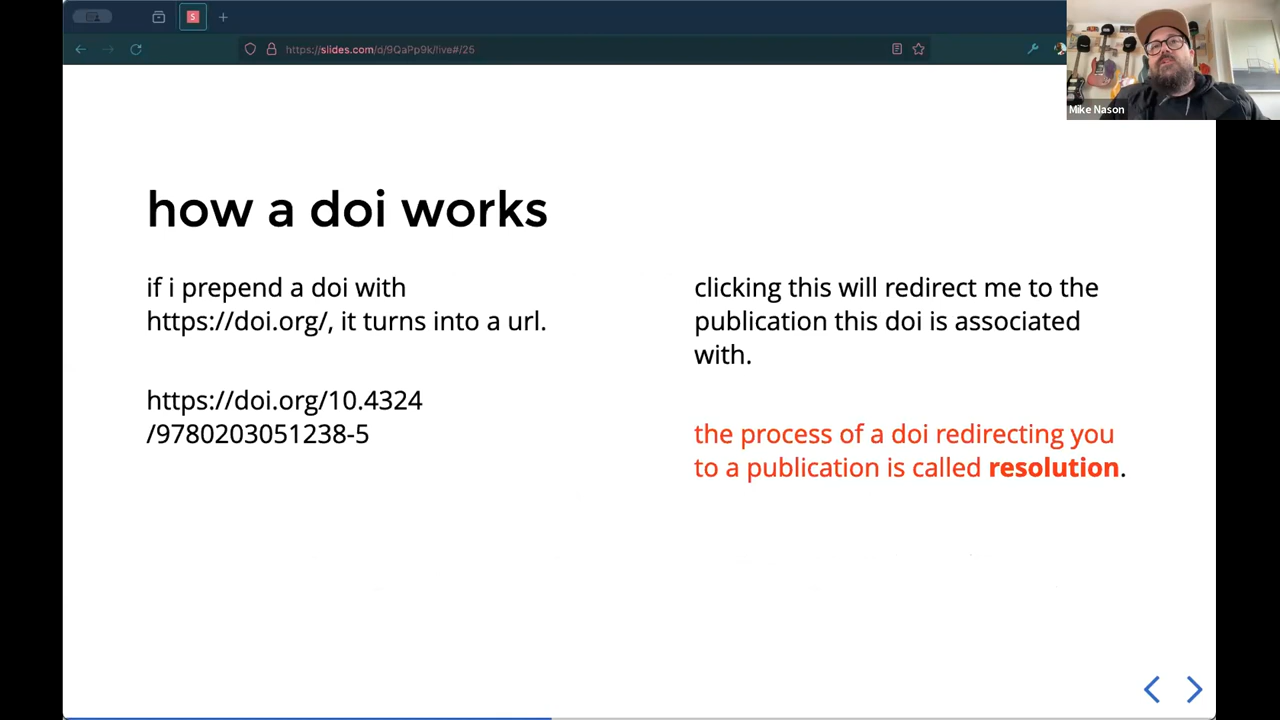 S
https://slides.com/d/9QaPp9k/live#/25
Mike Nason
how a doi works
if i prepend a doi with
https://doi.org/, it turns into a url.
https://doi.org/10.4324
/9780203051238-5
clicking this will redirect me to the
publication this doi is associated
with.
the process of a doi redirecting you
to a publication is called resolution.